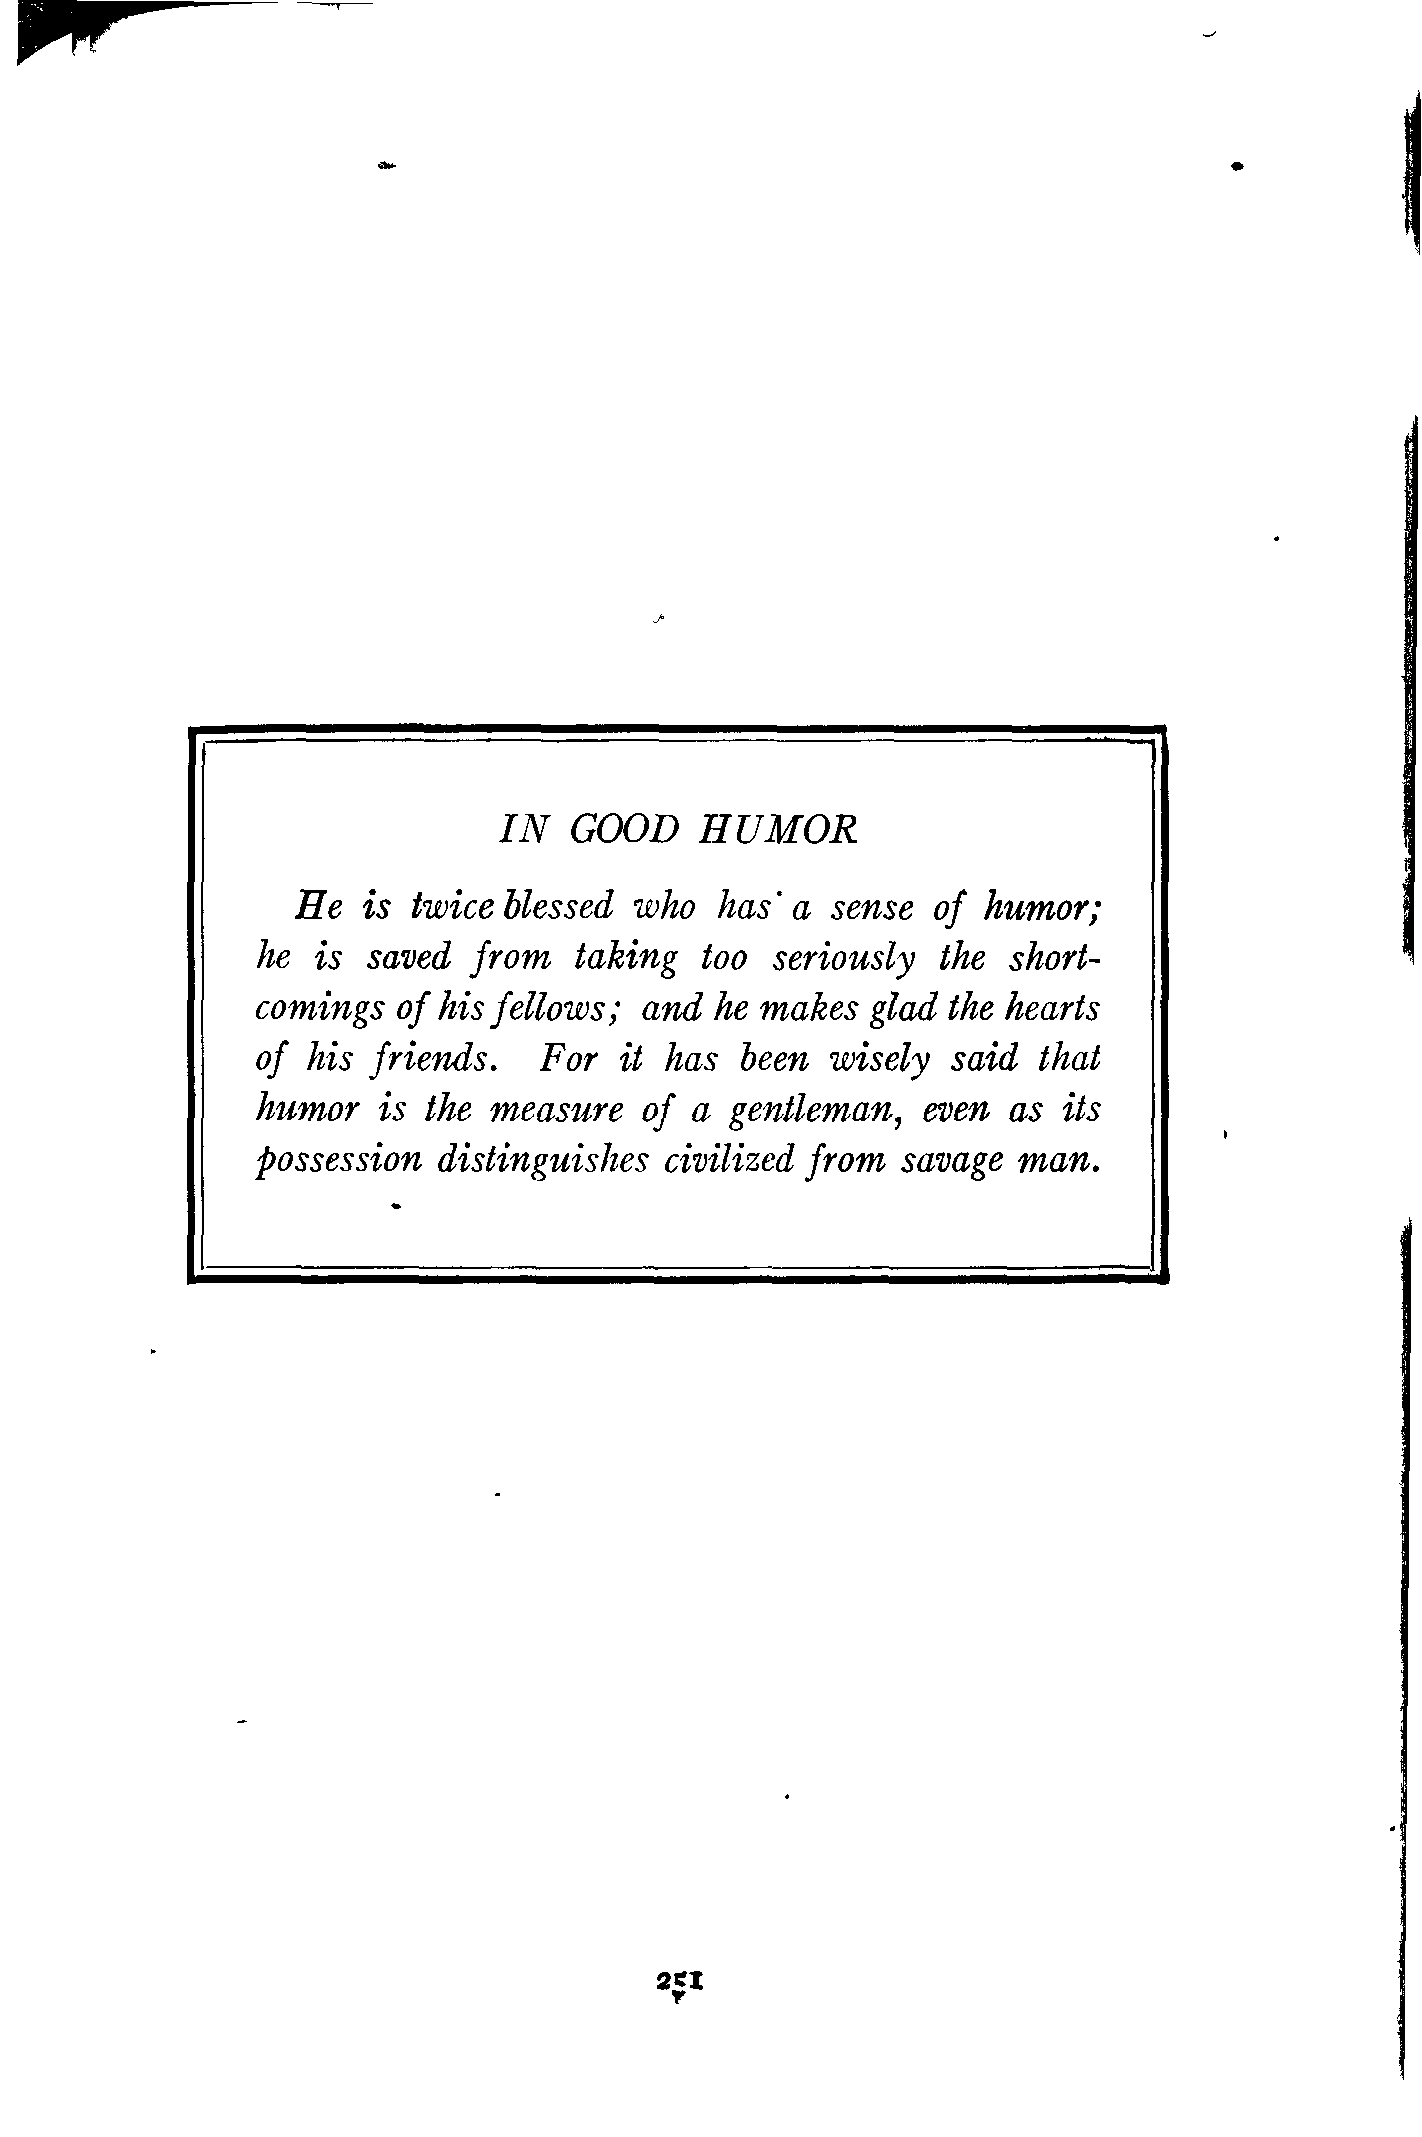 IN GOOD HUMOR
He is twice blessed who has a sense of humor;
he is saved from taking too seriously the short-
comings of his fellows; and he makes glad the hearts
of his friends. For it has been wisely said that
humor is the measure of a gentleman, even as its
possession distinguishes civilized from savage man.
251